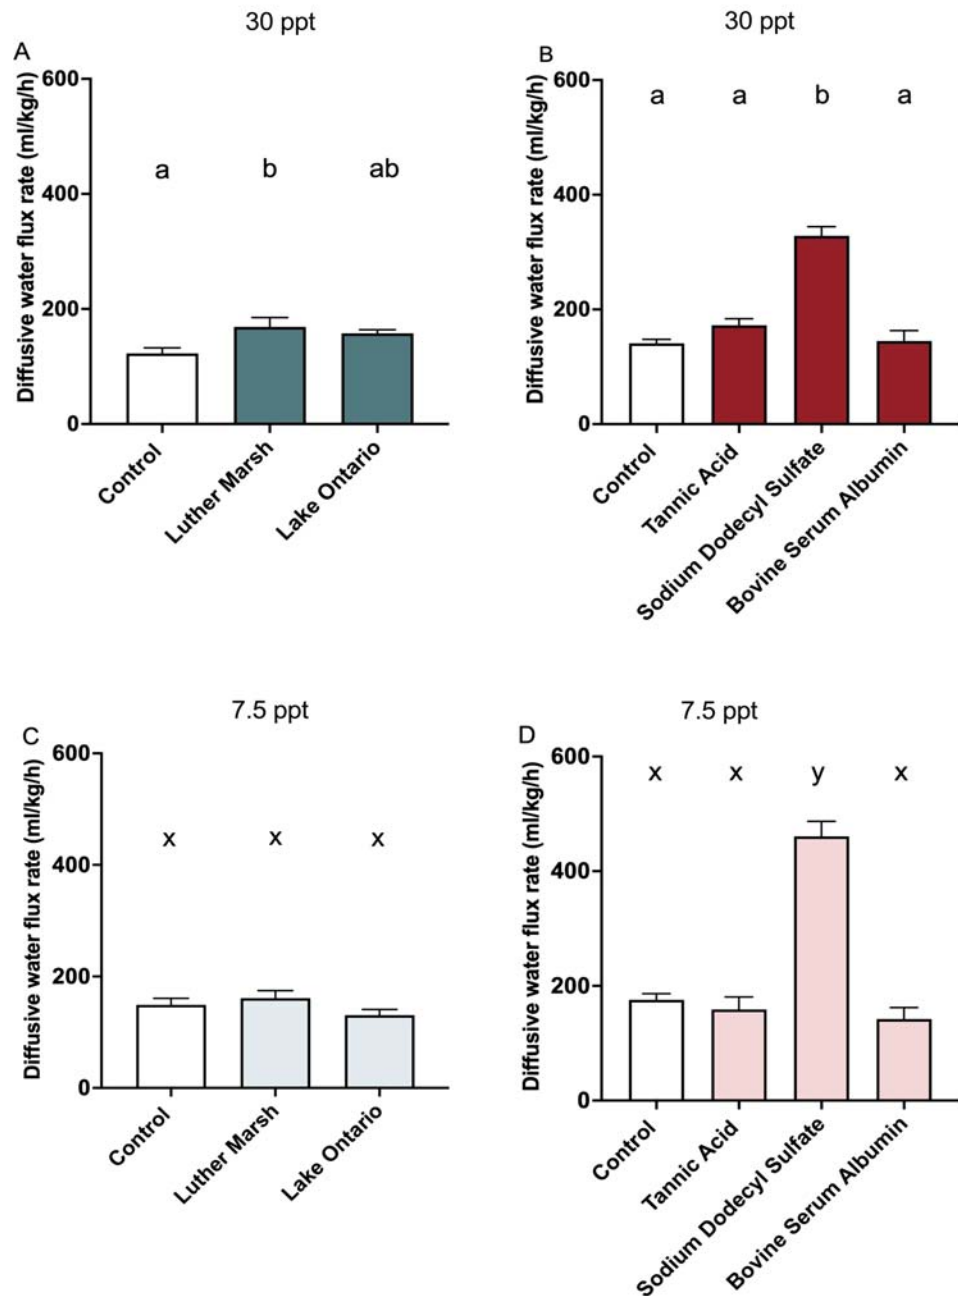 30 ppt
A
Diffusive water flux rate (ml/kg/h)
600
400
200
0
a
b
ab
Control
Luther Marsh
Lake Ontario
30 ppt
B
Diffusive water flux rate (ml/kg/h)
600
400
200
0
a
a
b
a
Control
Tannic Acid
Sodium Dodecyl Sulfate
Bovine Serum Albumin
7.5 ppt
C
Diffusive water flux rate (ml/kg/h)
600
400
200
0
x
x
x
Control
Luther Marsh
Lake Ontario
7.5 ppt
D
Diffusive water flux rate (ml/kg/h)
600
400
200
0
x
x
y
x
Control
Tannic Acid
Sodium Dodecyl Sulfate
Bovine Serum Albumin